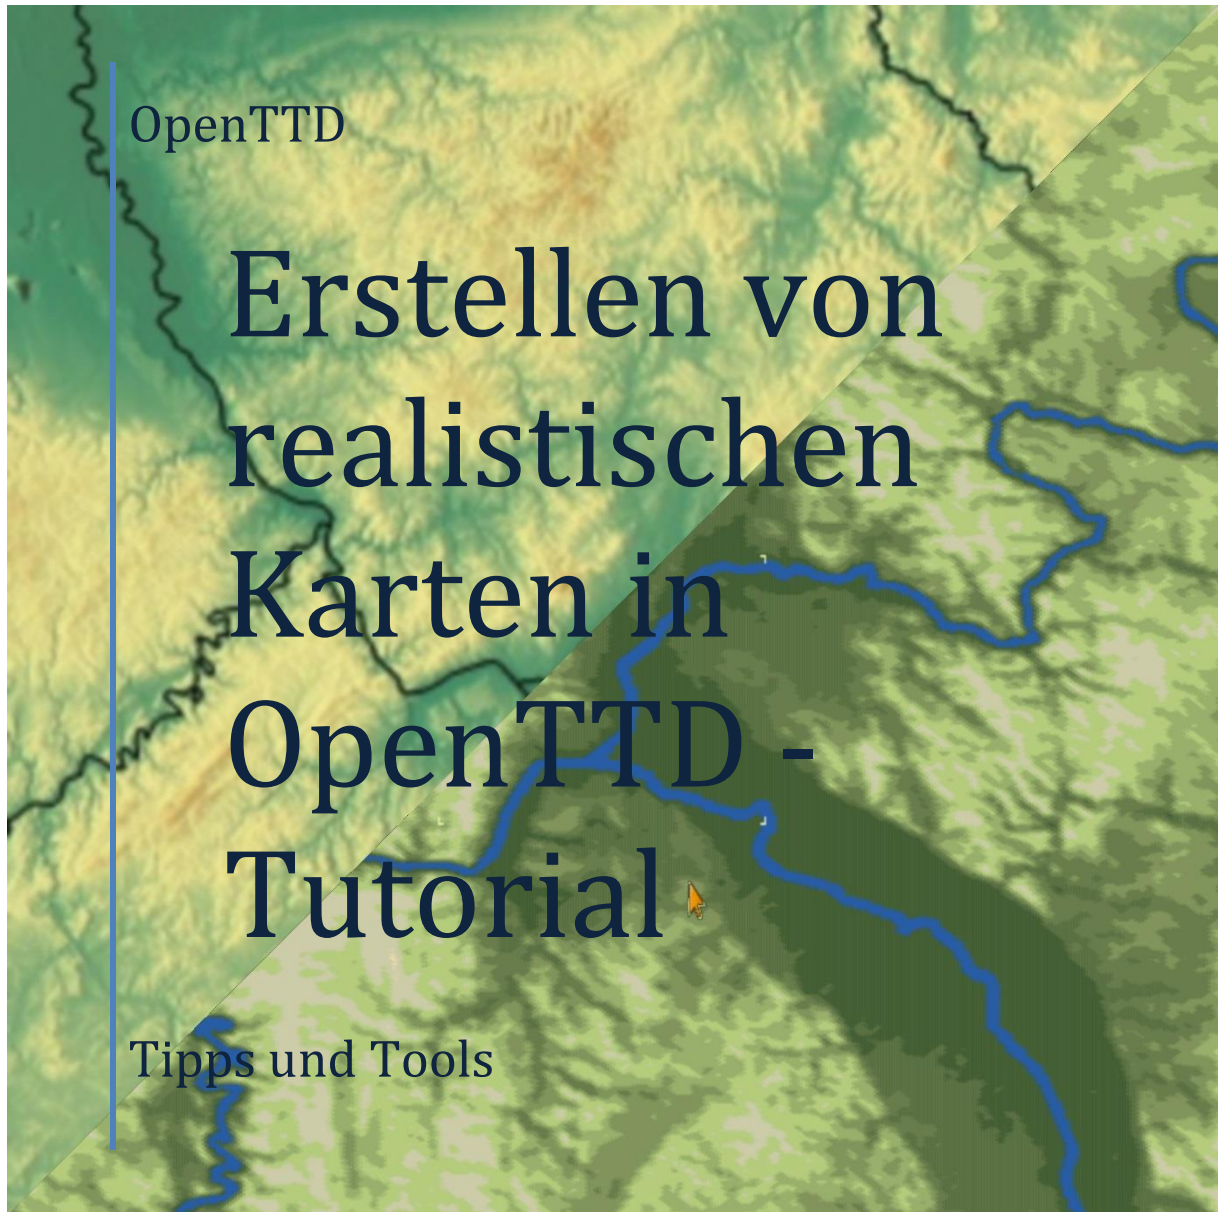 OpenTTD
Erstellen von
realistischen
Karten in
OpenTTD -
Tutorial
Tipps und Tools